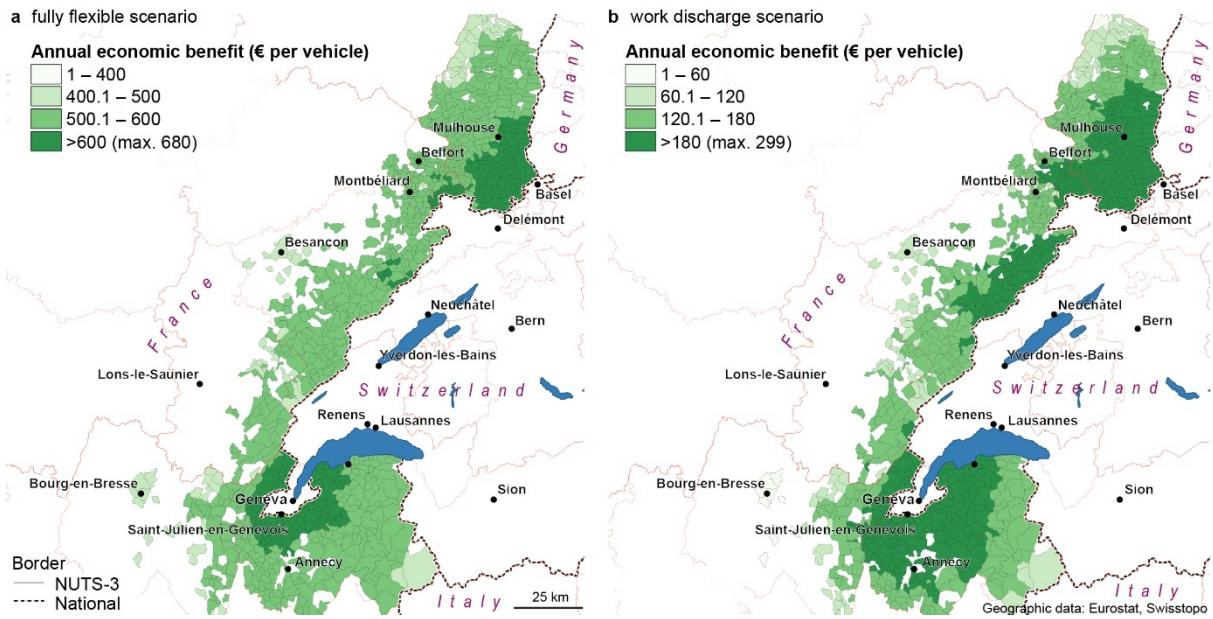 a fully flexible scenario
Annual economic benefit (€ per vehicle)
1 – 400
400.1 – 500
500.1 – 600
>600 (max. 680)
Germany
Mulhouse
Belfort
Montbéliard
Basel
Delémont
Besançon
France
Neuchâtel
Bern
Yverdon-les-Bains
Lons-le-Saunier
Switzerland
Renens
Lausannes
Bourg-en-Bresse
Geneva
Sion
Saint-Julien-en-Genevois
Annecy
Border
NUTS-3
National
Italy
25 km
b work discharge scenario
Annual economic benefit (€ per vehicle)
1 – 60
60.1 – 120
120.1 – 180
>180 (max. 299)
Germany
Mulhouse
Belfort
Montbéliard
Basel
Delémont
Besançon
France
Neuchâtel
Bern
Yverdon-les-Bains
Lons-le-Saunier
Switzerland
Renens
Lausannes
Bourg-en-Bresse
Geneva
Sion
Saint-Julien-en-Genevois
Annecy
Italy
Geographic data: Eurostat, Swisstopo